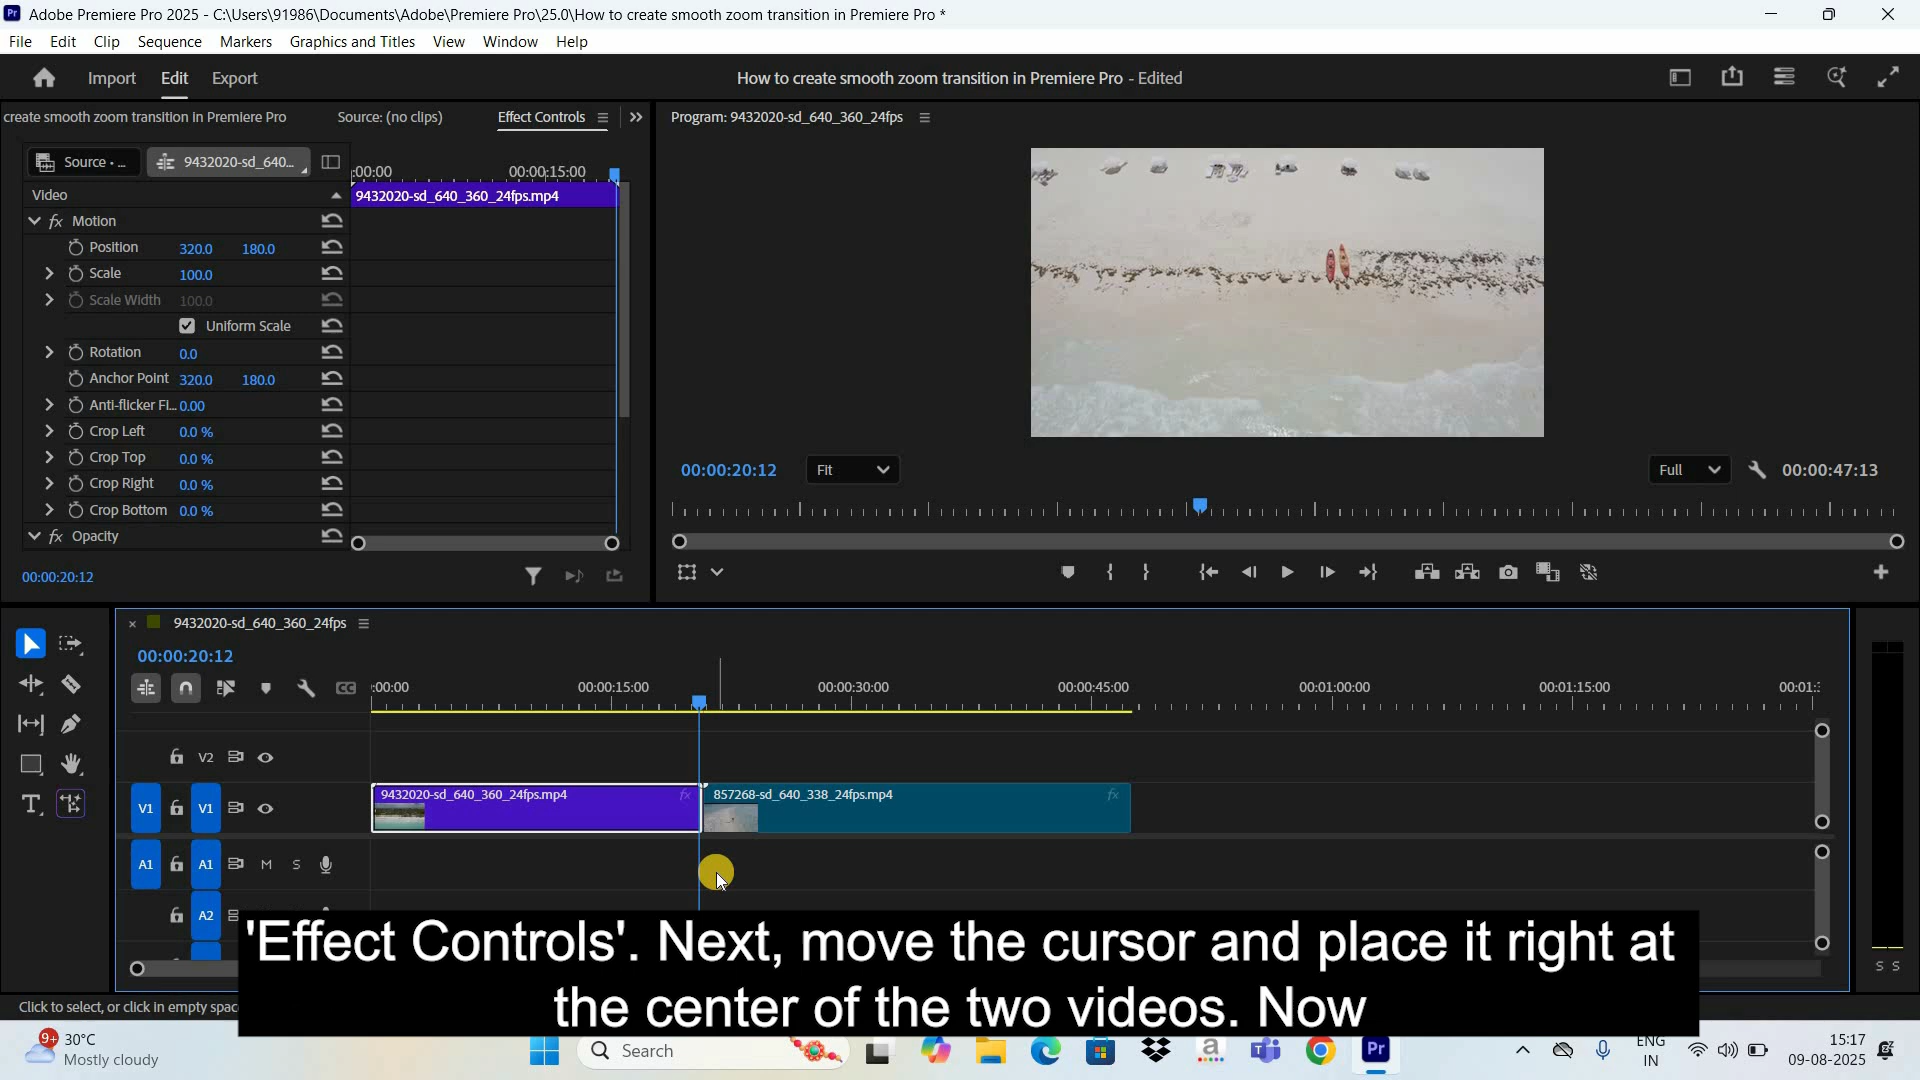 Pr Adobe Premiere Pro 2025 - C:\Users\91986\Documents\Adobe\Premiere Pro\25.0\How to create smooth zoom transition in Premiere Pro *
File Edit Clip Sequence Markers Graphics and Titles View Window Help
Import Edit Export
How to create smooth zoom transition in Premiere Pro - Edited
create smooth zoom transition in Premiere Pro Source: (no clips) Effect Controls
Program: 9432020-sd_640_360_24fps
Source • ... 9432020-sd_640...
:00:00 00:00:15:00
Video
9432020-sd_640_360_24fps.mp4
fx Motion
Position 320.0 180.0
Scale 100.0
Scale Width 100.0
Uniform Scale
Rotation 0.0
Anchor Point 320.0 180.0
Anti-flicker Fi... 0.00
Crop Left 0.0 %
Crop Top 0.0 %
Crop Right 0.0 %
Crop Bottom 0.0 %
fx Opacity
00:00:20:12
00:00:20:12 Fit Full 00:00:47:13
× 9432020-sd_640_360_24fps
00:00:20:12
CC
:00:00 00:00:15:00 00:00:30:00 00:00:45:00 00:01:00:00 00:01:15:00 00:01:3
V2
V1 V1
9432020-sd_640_360_24fps.mp4 fx
857268-sd_640_338_24fps.mp4 fx
A1 A1 M S
A2
S S
'Effect Controls'. Next, move the cursor and place it right at
the center of the two videos. Now
Click to select, or click in empty spac
9+
30°C
Mostly cloudy
Search
Pr
ENG
IN
15:17
09-08-2025